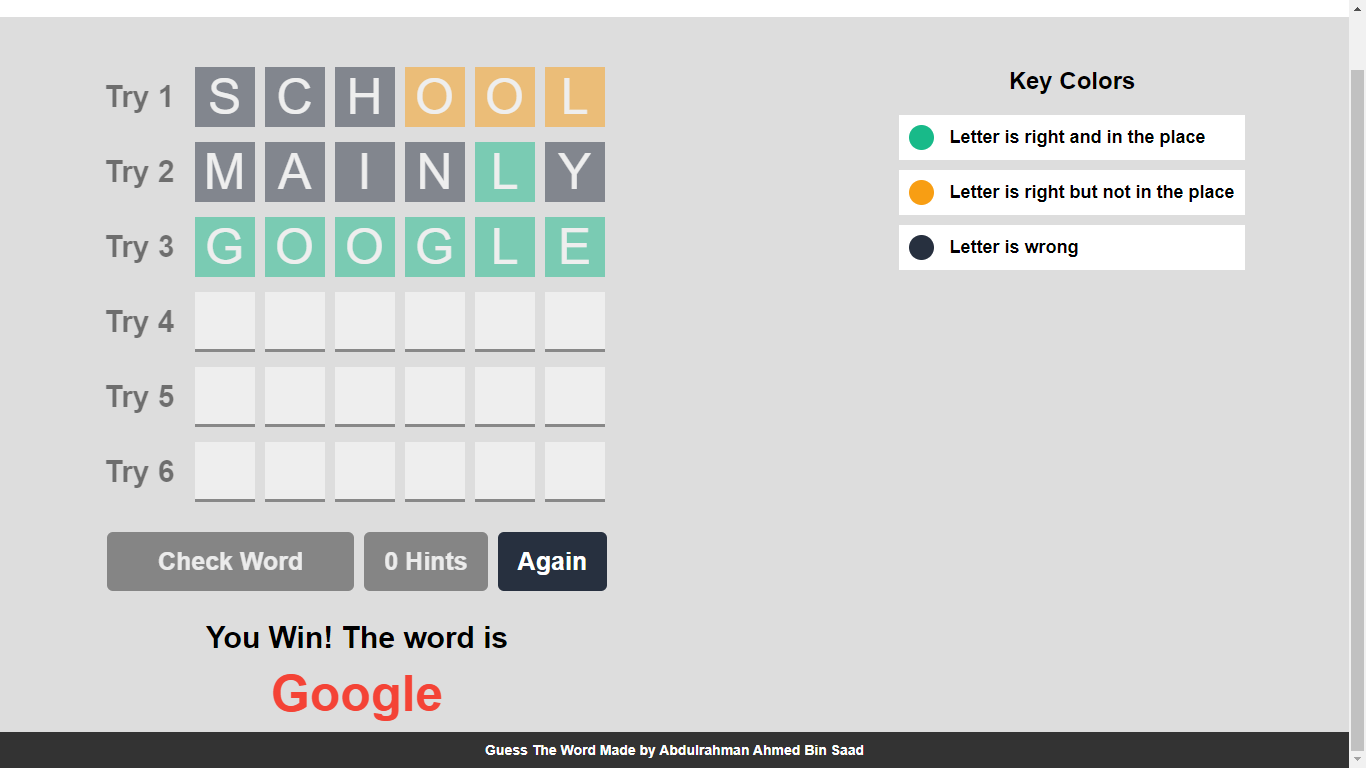 Try 1 S C H O O L
Try 2 M A I N L Y
Try 3 G O O G L E
Try 4
Try 5
Try 6
Check Word 0 Hints Again
You Win! The word is
Google
Key Colors
Letter is right and in the place
Letter is right but not in the place
Letter is wrong
Guess The Word Made by Abdulrahman Ahmed Bin Saad